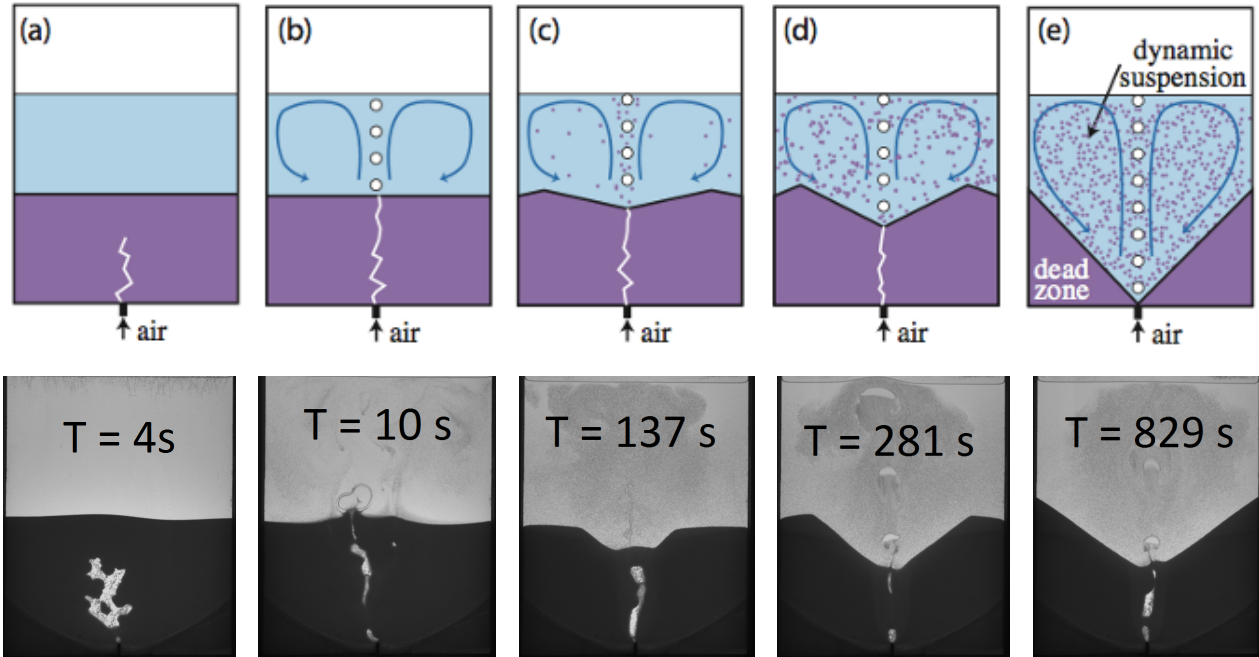 (a)
(b)
(c)
(d)
(e)
dynamic
suspension
dead
zone
air
air
air
air
air
T = 4s
T = 10 s
T = 137 s
T = 281 s
T = 829 s